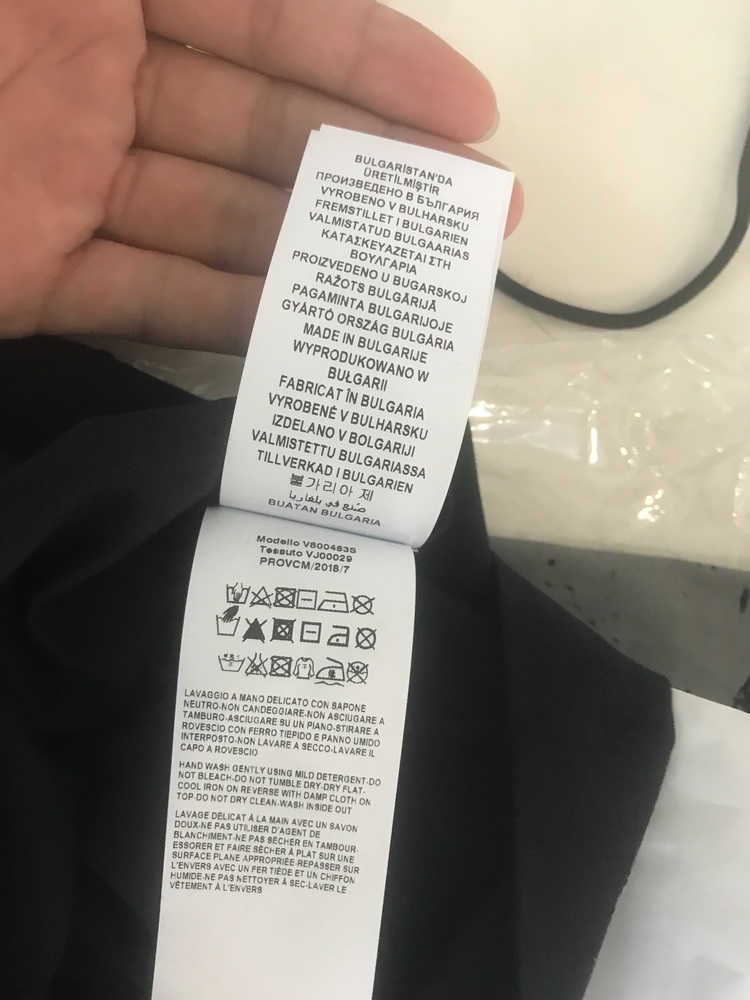 BULGARİSTAN'DA
ÜRETİLMİŞTİR
ПРОИЗВЕДЕНО В БЪЛГАРИЯ
VYROBENO V BULHARSKU
FREMSTILLET I BULGARIEN
VALMISTATUD BULGAARIAS
ΚΑΤΑΣΚΕΥΑΖΕΤΑΙ ΣΤΗ
ΒΟΥΛΓΑΡΙΑ
PROIZVEDENO U BUGARSKOJ
RAŽOTS BULGĀRIJĀ
PAGAMINTA BULGARIJOJE
GYÁRTÓ ORSZÁG BULGÁRIA
MADE IN BULGARIJE
WYPRODUKOWANO W
BUŁGARII
FABRICAT ÎN BULGARIA
VYROBENÉ V BULHARSKU
IZDELANO V BOLGARIJI
VALMISTETTU BULGARIASSA
TILLVERKAD I BULGARIEN
불가리아 제
صنع في بلغاريا
BUATAN BULGARIA
Modello V800483S
Tessuto VJ00029
PROVCM/2018/7
LAVAGGIO A MANO DELICATO CON SAPONE
NEUTRO-NON CANDEGGIARE-NON ASCIUGARE A
TAMBURO-ASCIUGARE SU UN PIANO-STIRARE A
ROVESCIO CON FERRO TIEPIDO E PANNO UMIDO
INTERPOSTO-NON LAVARE A SECCO-LAVARE IL
CAPO A ROVESCIO
HAND WASH GENTLY USING MILD DETERGENT-DO
NOT BLEACH-DO NOT TUMBLE DRY-DRY FLAT-
COOL IRON ON REVERSE WITH DAMP CLOTH ON
TOP-DO NOT DRY CLEAN-WASH INSIDE OUT
LAVAGE DÉLICAT À LA MAIN AVEC UN SAVON
DOUX-NE PAS UTILISER D'AGENT DE
BLANCHIMENT-NE PAS SÉCHER EN TAMBOUR-
ESSORER ET FAIRE SÉCHER À PLAT SUR UNE
SURFACE PLANE APPROPRIÉE-REPASSER SUR
L'ENVERS AVEC UN FER TIÈDE ET UN CHIFFON
HUMIDE-NE PAS NETTOYER À SEC-LAVER LE
VÊTEMENT À L'ENVERS